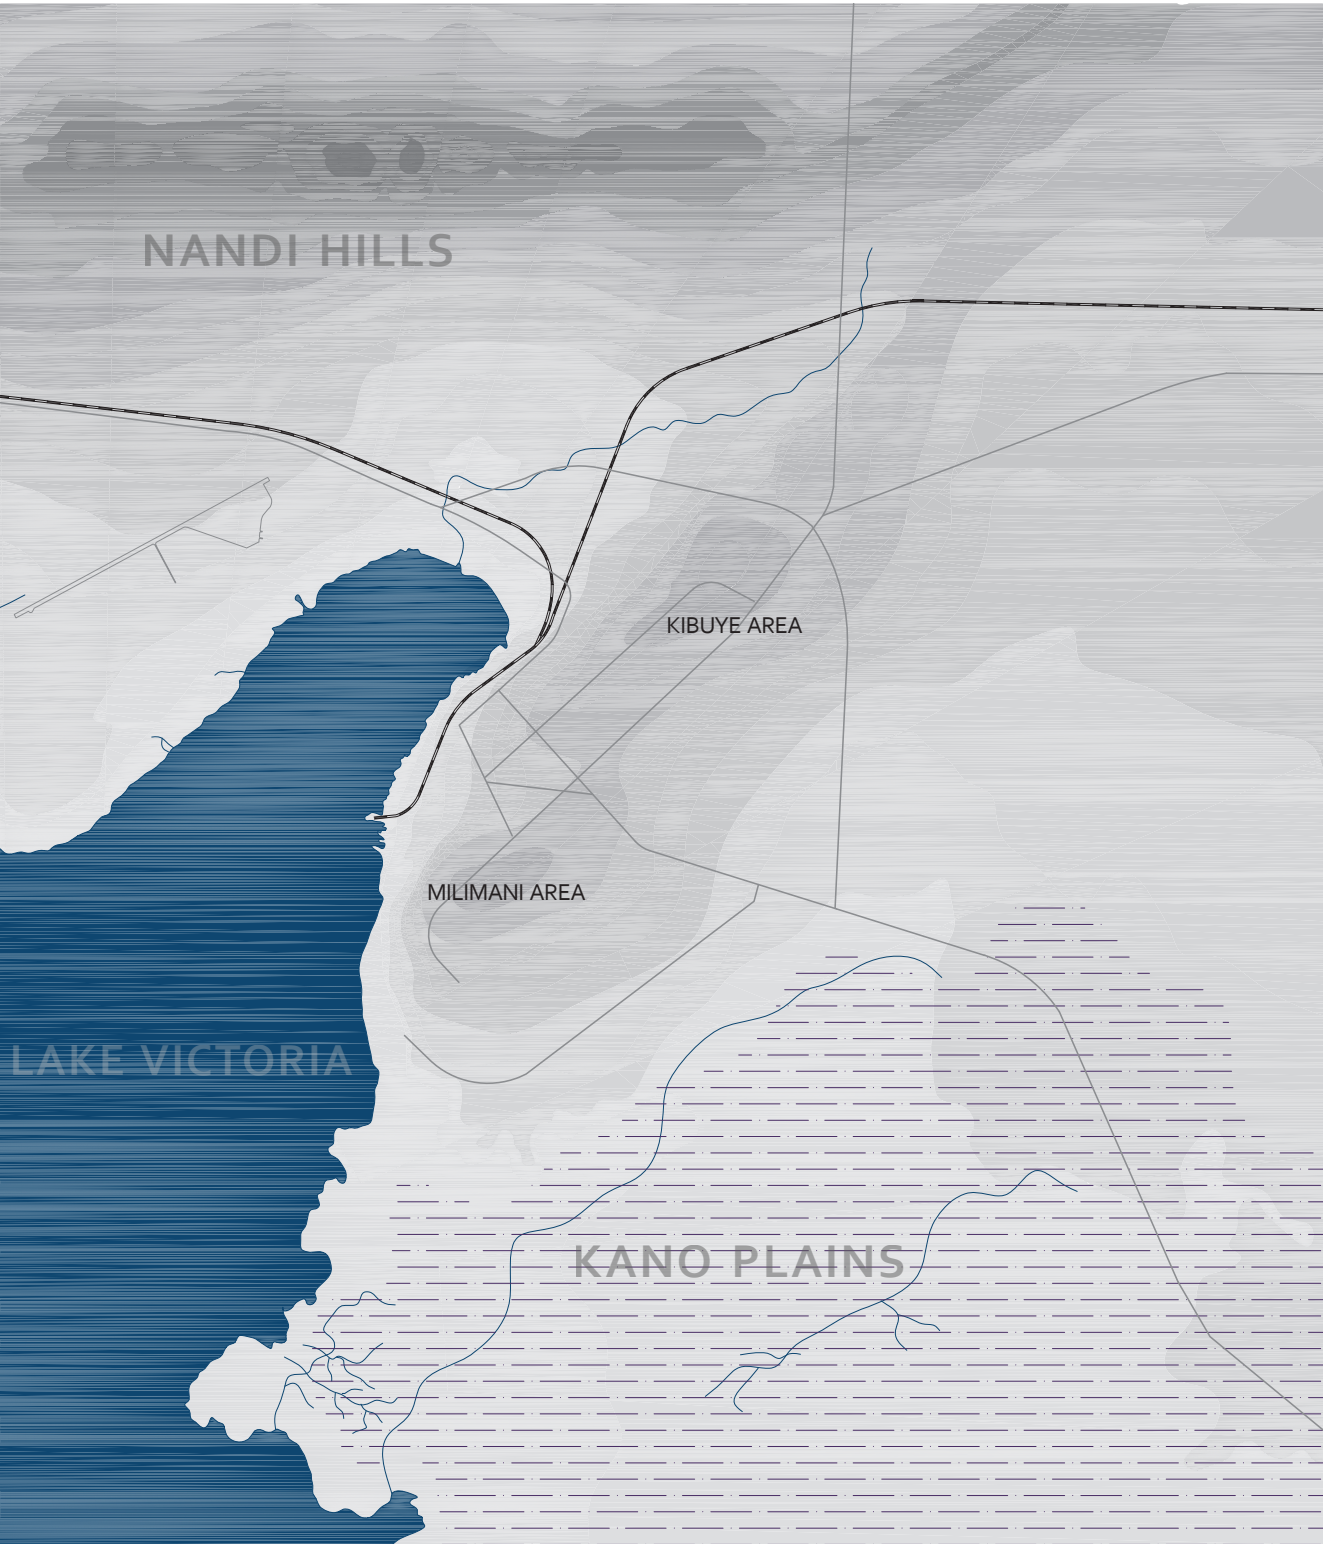 NANDI HILLS
KIBUYE AREA
MILIMANI AREA
LAKE VICTORIA
KANO PLAINS